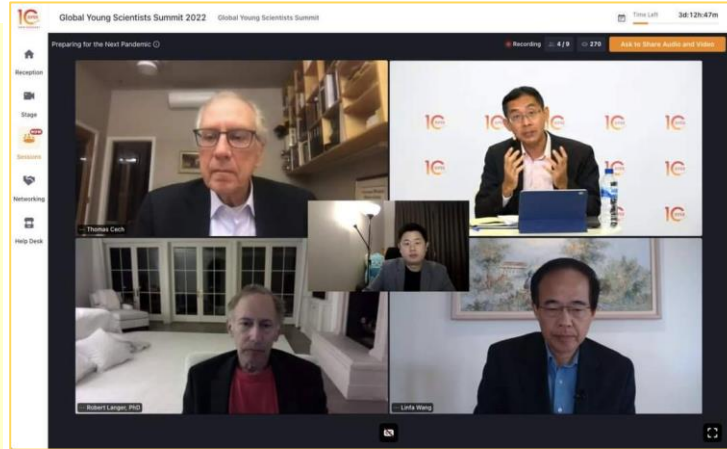 Global Young Scientists Summit 2022 Global Young Scientists Summit
Time Left 3d:12h:47m
Preparing for the Next Pandemic
Recording 4 / 9 270 Ask to Share Audio and Video
Reception
Stage
Sessions
Networking
Help Desk
Thomas Cech
Robert Langer, PhD
Linfa Wang